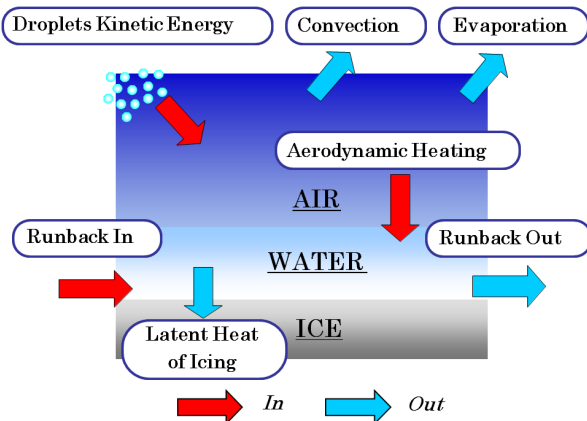 Droplets Kinetic Energy
Convection
Evaporation
Aerodynamic Heating
AIR
Runback In
Runback Out
WATER
Latent Heat
of Icing
ICE
In
Out